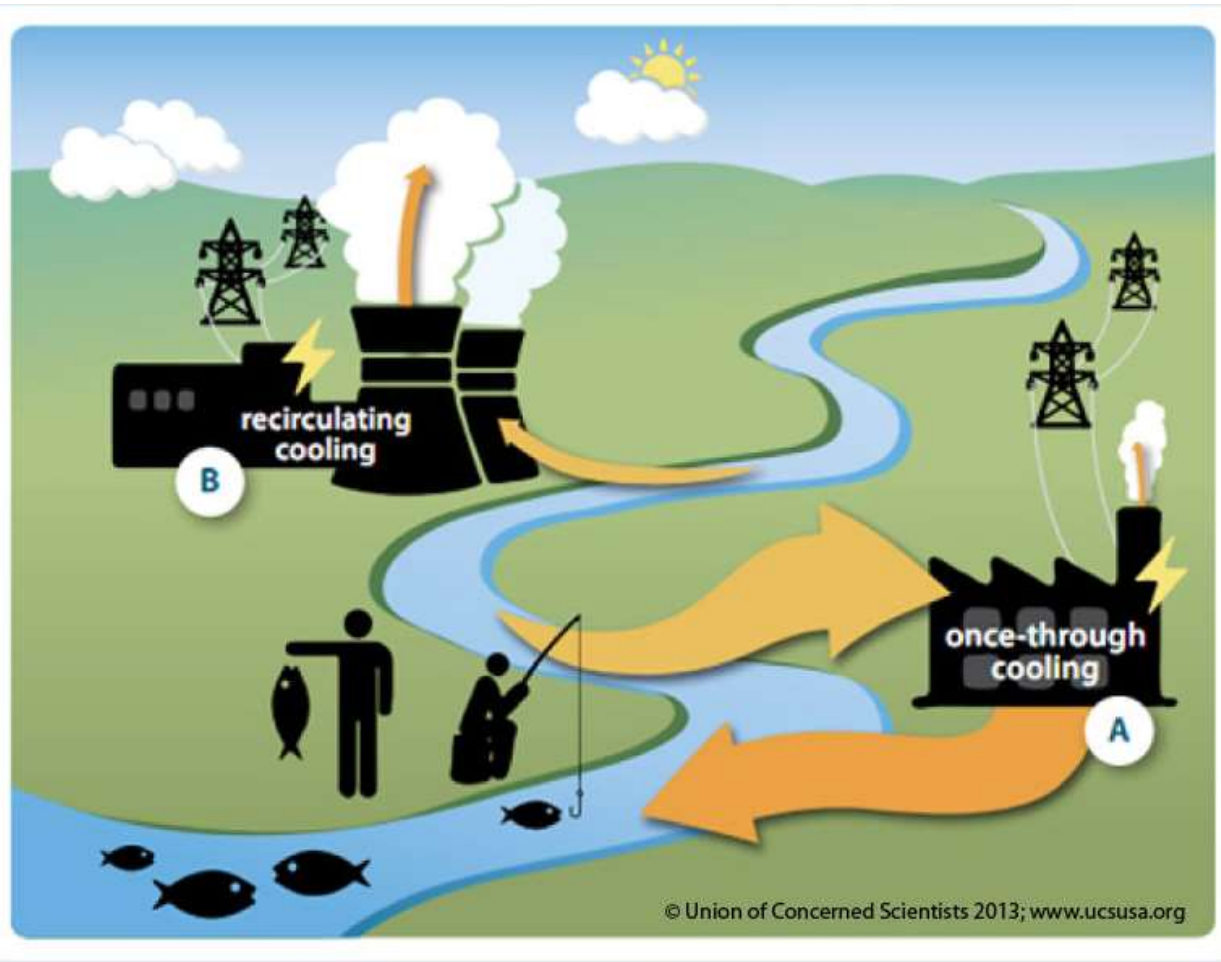 recirculating
cooling
B
once-through
cooling
A
© Union of Concerned Scientists 2013; www.ucsusa.org